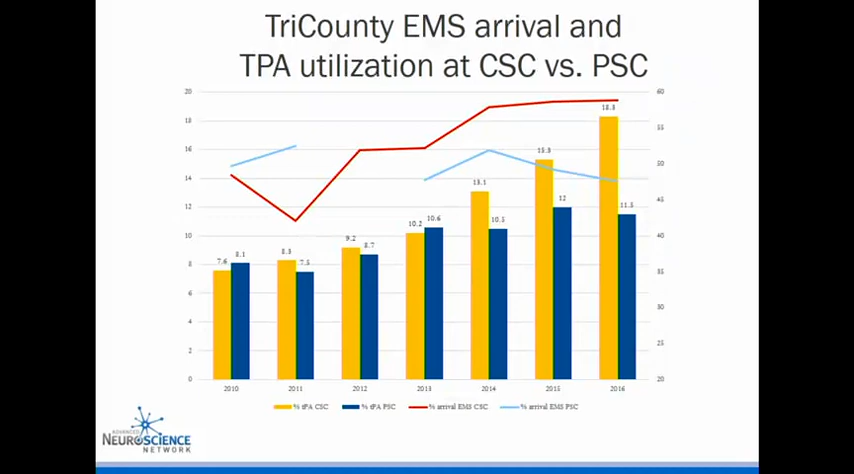 TriCounty EMS arrival and
TPA utilization at CSC vs. PSC
20 60
18 55
16 50
14 45
12 40
10 35
8 30
6 25
4 20
2
0
7.6 8.1 8.3 7.5 9.2 8.7 10.2 10.6 13.1 10.5 15.3 12 18.3 11.5
2010 2011 2012 2013 2014 2015 2016
% tPA CSC % tPA PSC % arrival EMS CSC % arrival EMS PSC
ADVANCED
NEUROSCIENCE
NETWORK